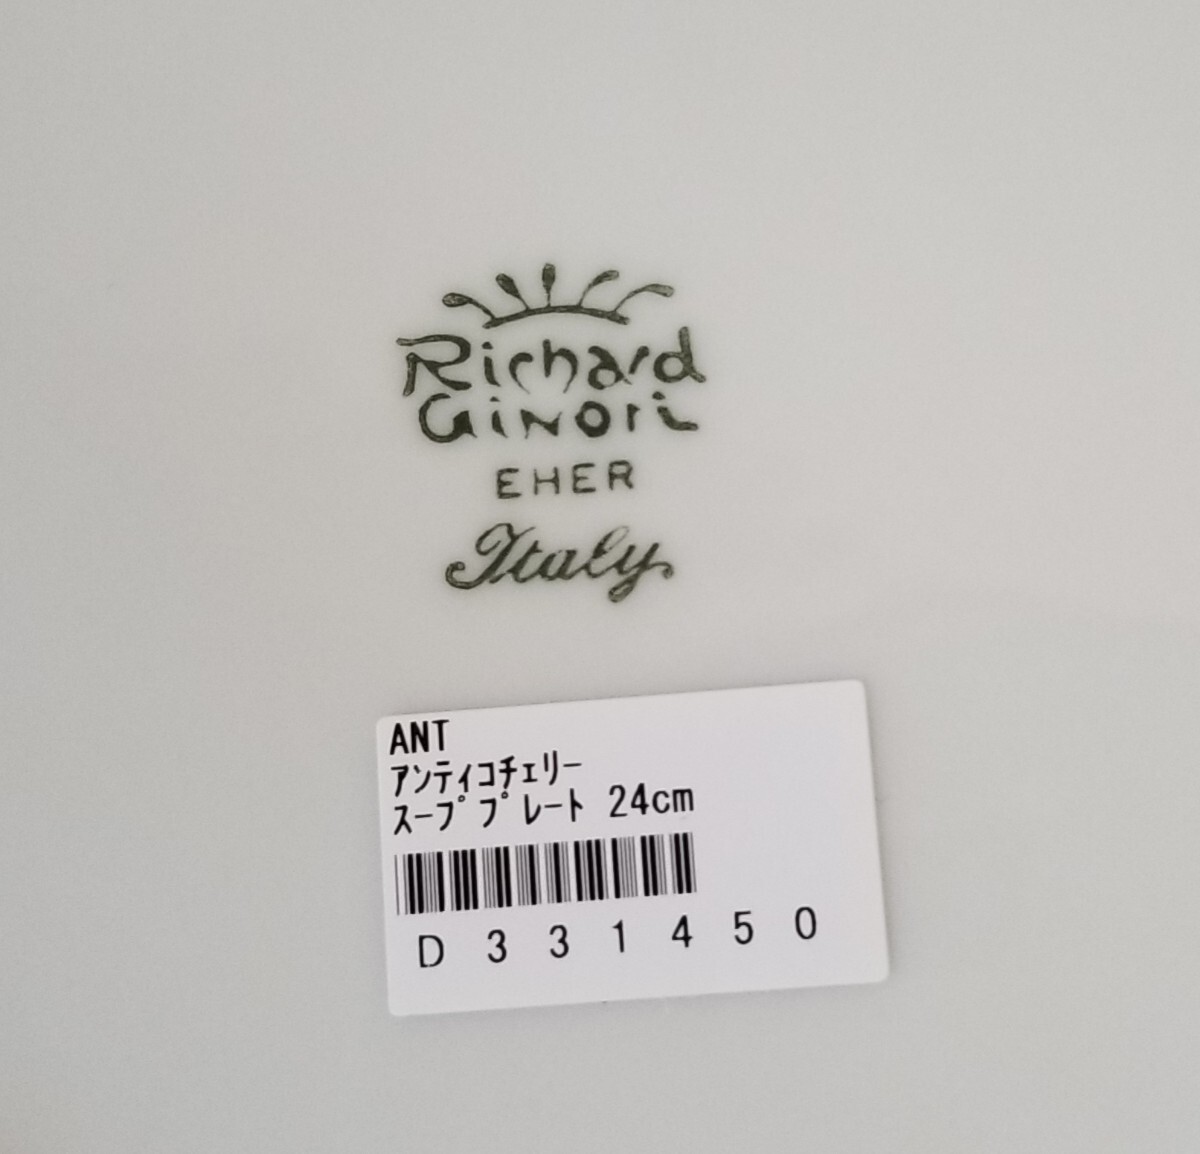 Richard
GiNOri
EHER
Italy
ANT
ｱﾝﾃｨｺﾁｪﾘｰ
ｽｰﾌﾟﾌﾟﾚｰﾄ 24cm
D 3 3 1 4 5 0